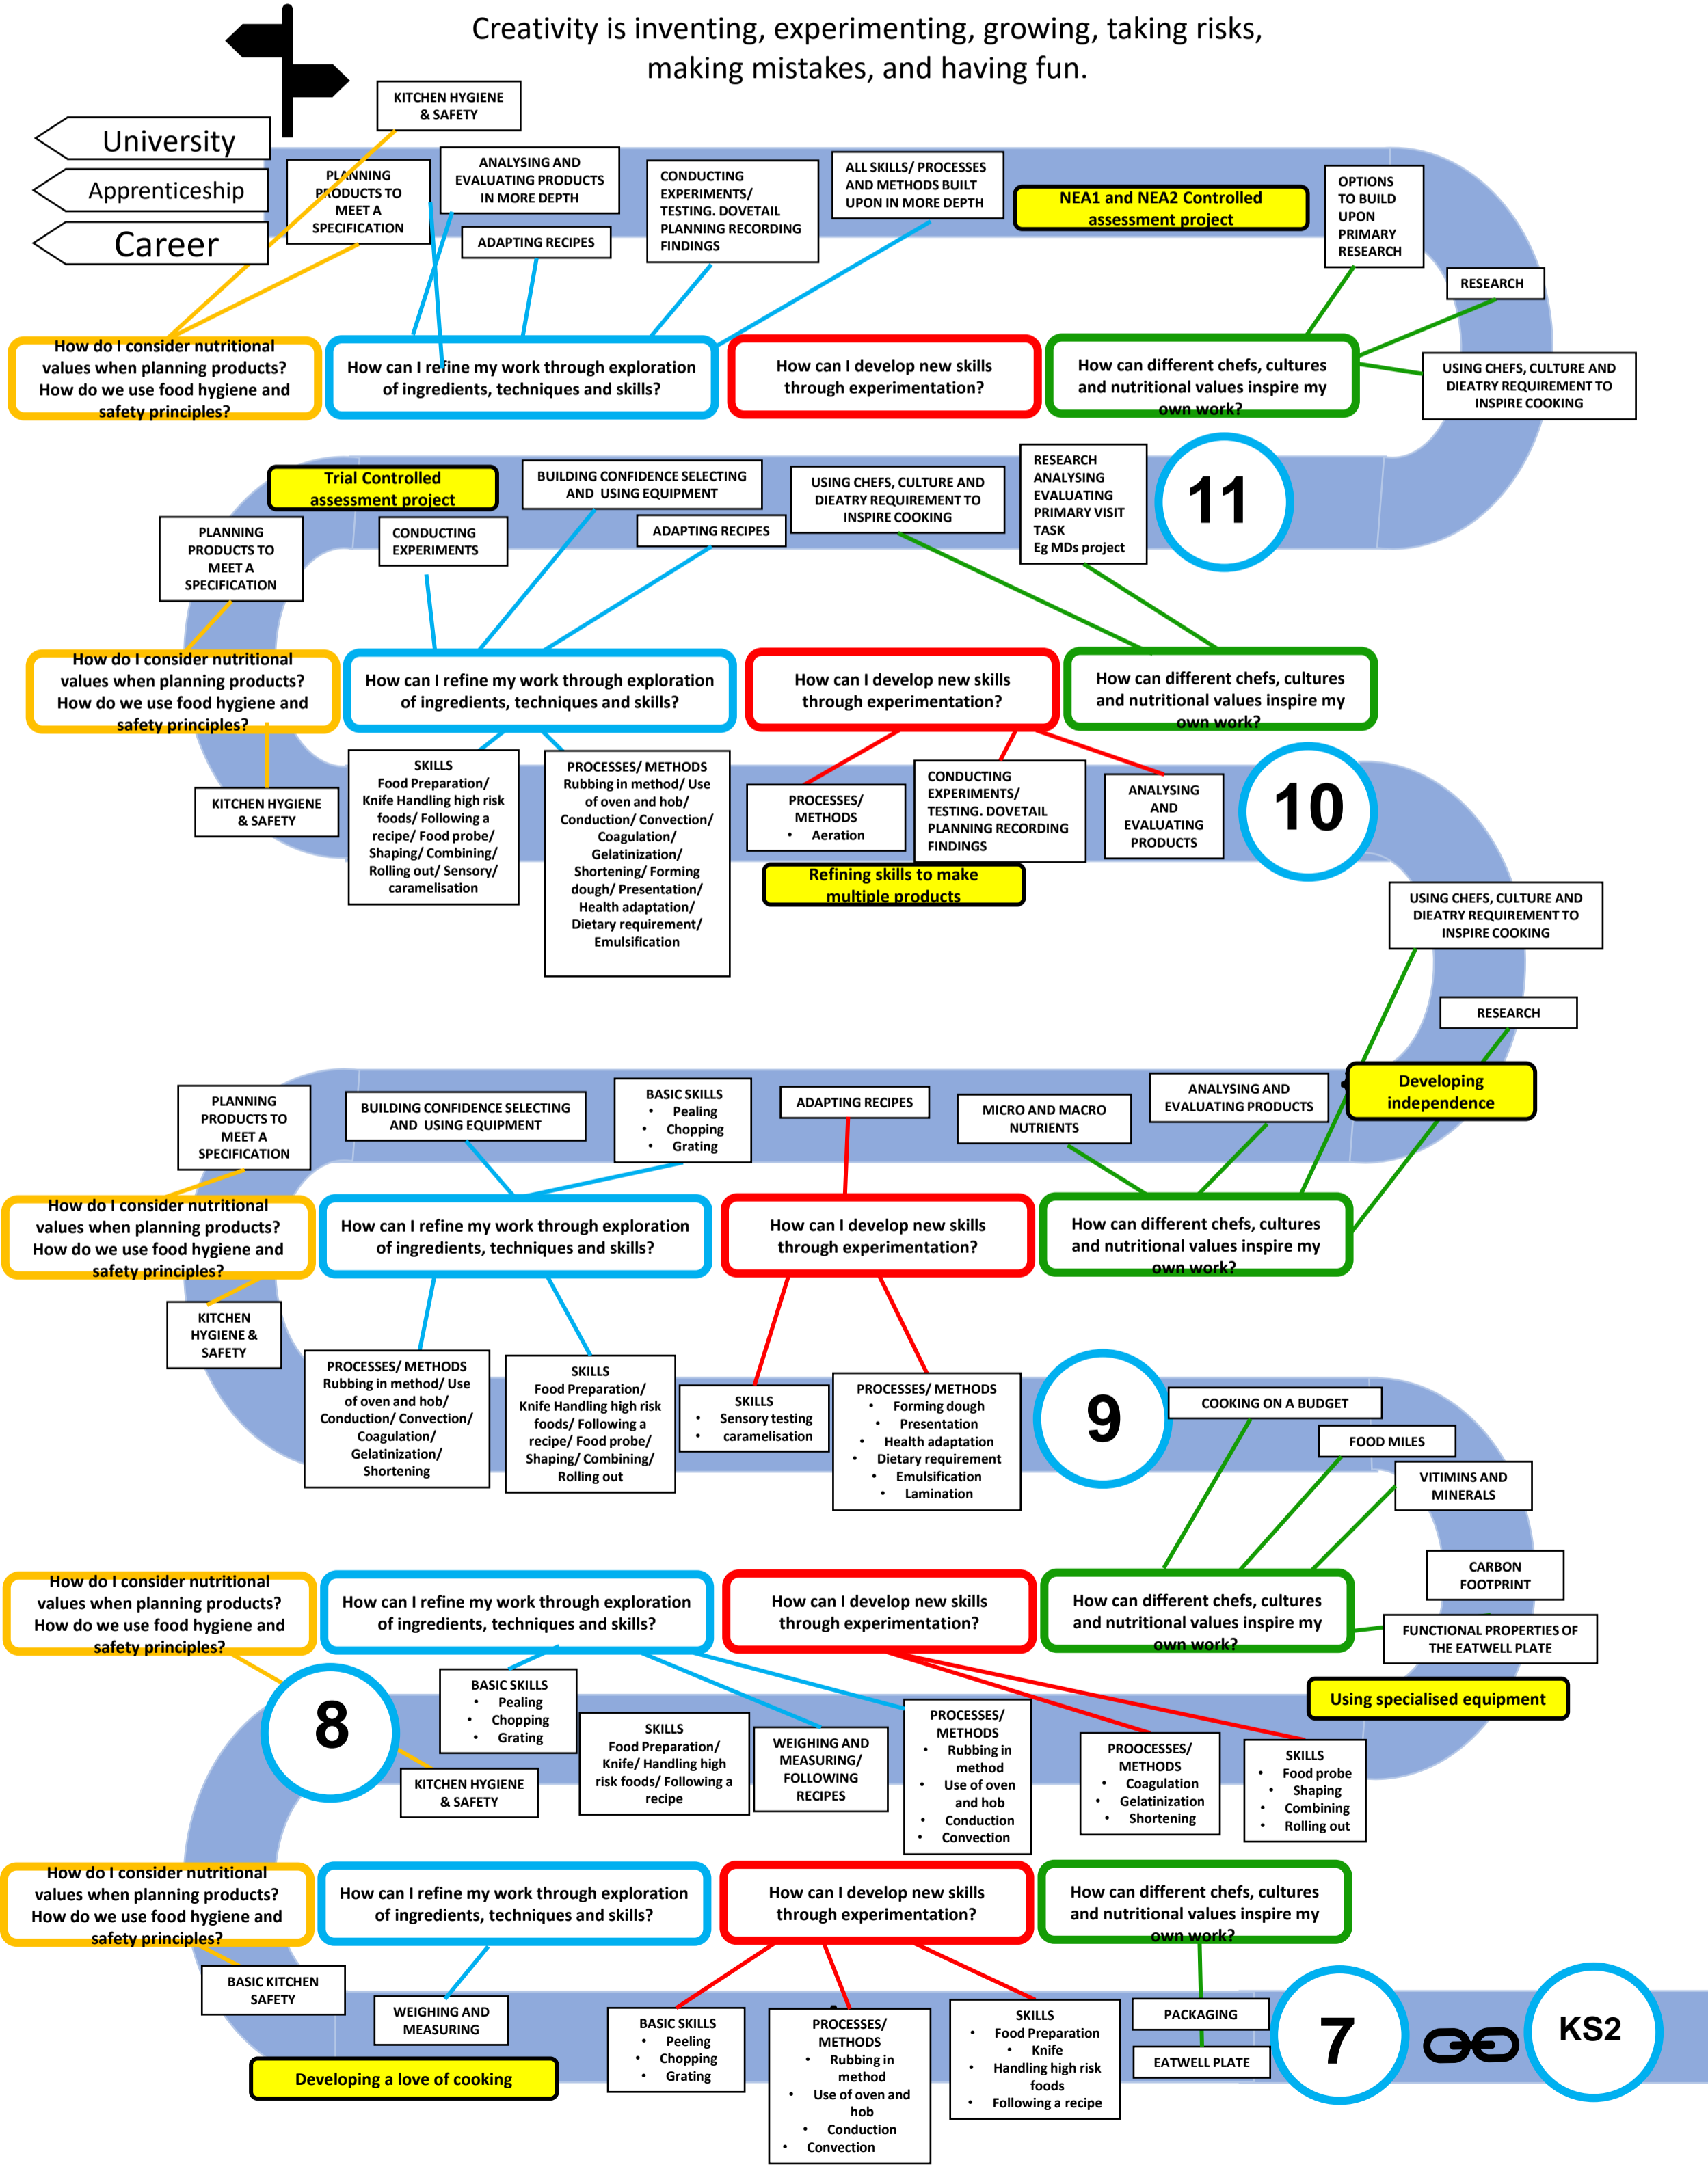 Creativity is inventing, experimenting, growing, taking risks,
making mistakes, and having fun.
University
Apprenticeship
Career
KITCHEN HYGIENE
& SAFETY
PLANNING
PRODUCTS TO
MEET A
SPECIFICATION
ANALYSING AND
EVALUATING PRODUCTS
IN MORE DEPTH
ADAPTING RECIPES
CONDUCTING
EXPERIMENTS/
TESTING. DOVETAIL
PLANNING RECORDING
FINDINGS
ALL SKILLS/ PROCESSES
AND METHODS BUILT
UPON IN MORE DEPTH
NEA1 and NEA2 Controlled
assessment project
OPTIONS
TO BUILD
UPON
PRIMARY
RESEARCH
RESEARCH
USING CHEFS, CULTURE AND
DIEATRY REQUIREMENT TO
INSPIRE COOKING
How do I consider nutritional
values when planning products?
How do we use food hygiene and
safety principles?
How can I refine my work through exploration
of ingredients, techniques and skills?
How can I develop new skills
through experimentation?
How can different chefs, cultures
and nutritional values inspire my
own work?
Trial Controlled
assessment project
BUILDING CONFIDENCE SELECTING
AND USING EQUIPMENT
USING CHEFS, CULTURE AND
DIEATRY REQUIREMENT TO
INSPIRE COOKING
RESEARCH
ANALYSING
EVALUATING
PRIMARY VISIT
TASK
Eg MDs project
11
PLANNING
PRODUCTS TO
MEET A
SPECIFICATION
CONDUCTING
EXPERIMENTS
ADAPTING RECIPES
How do I consider nutritional
values when planning products?
How do we use food hygiene and
safety principles?
How can I refine my work through exploration
of ingredients, techniques and skills?
How can I develop new skills
through experimentation?
How can different chefs, cultures
and nutritional values inspire my
own work?
KITCHEN HYGIENE
& SAFETY
SKILLS
Food Preparation/
Knife Handling high risk
foods/ Following a
recipe/ Food probe/
Shaping/ Combining/
Rolling out/ Sensory/
caramelisation
PROCESSES/ METHODS
Rubbing in method/ Use
of oven and hob/
Conduction/ Convection/
Coagulation/
Gelatinization/
Shortening/ Forming
dough/ Presentation/
Health adaptation/
Dietary requirement/
Emulsification
PROCESSES/
METHODS
• Aeration
CONDUCTING
EXPERIMENTS/
TESTING. DOVETAIL
PLANNING RECORDING
FINDINGS
ANALYSING
AND
EVALUATING
PRODUCTS
10
Refining skills to make
multiple products
USING CHEFS, CULTURE AND
DIEATRY REQUIREMENT TO
INSPIRE COOKING
RESEARCH
Developing
independence
PLANNING
PRODUCTS TO
MEET A
SPECIFICATION
BUILDING CONFIDENCE SELECTING
AND USING EQUIPMENT
BASIC SKILLS
• Pealing
• Chopping
• Grating
ADAPTING RECIPES
MICRO AND MACRO
NUTRIENTS
ANALYSING AND
EVALUATING PRODUCTS
How do I consider nutritional
values when planning products?
How do we use food hygiene and
safety principles?
How can I refine my work through exploration
of ingredients, techniques and skills?
How can I develop new skills
through experimentation?
How can different chefs, cultures
and nutritional values inspire my
own work?
KITCHEN
HYGIENE &
SAFETY
PROCESSES/ METHODS
Rubbing in method/ Use
of oven and hob/
Conduction/ Convection/
Coagulation/
Gelatinization/
Shortening
SKILLS
Food Preparation/
Knife Handling high risk
foods/ Following a
recipe/ Food probe/
Shaping/ Combining/
Rolling out
SKILLS
• Sensory testing
• caramelisation
PROCESSES/ METHODS
• Forming dough
• Presentation
• Health adaptation
• Dietary requirement
• Emulsification
• Lamination
9
COOKING ON A BUDGET
FOOD MILES
VITIMINS AND
MINERALS
CARBON
FOOTPRINT
FUNCTIONAL PROPERTIES OF
THE EATWELL PLATE
How do I consider nutritional
values when planning products?
How do we use food hygiene and
safety principles?
How can I refine my work through exploration
of ingredients, techniques and skills?
How can I develop new skills
through experimentation?
How can different chefs, cultures
and nutritional values inspire my
own work?
Using specialised equipment
8
KITCHEN HYGIENE
& SAFETY
BASIC SKILLS
• Pealing
• Chopping
• Grating
SKILLS
Food Preparation/
Knife/ Handling high
risk foods/ Following a
recipe
WEIGHING AND
MEASURING/
FOLLOWING
RECIPES
PROCESSES/
METHODS
• Rubbing in
method
• Use of oven
and hob
• Conduction
• Convection
PROOCESSES/
METHODS
• Coagulation
• Gelatinization
• Shortening
SKILLS
• Food probe
• Shaping
• Combining
• Rolling out
How do I consider nutritional
values when planning products?
How do we use food hygiene and
safety principles?
How can I refine my work through exploration
of ingredients, techniques and skills?
How can I develop new skills
through experimentation?
How can different chefs, cultures
and nutritional values inspire my
own work?
BASIC KITCHEN
SAFETY
WEIGHING AND
MEASURING
BASIC SKILLS
• Peeling
• Chopping
• Grating
PROCESSES/
METHODS
• Rubbing in
method
• Use of oven and
hob
• Conduction
• Convection
SKILLS
• Food Preparation
• Knife
• Handling high risk
foods
• Following a recipe
PACKAGING
EATWELL PLATE
7
KS2
Developing a love of cooking